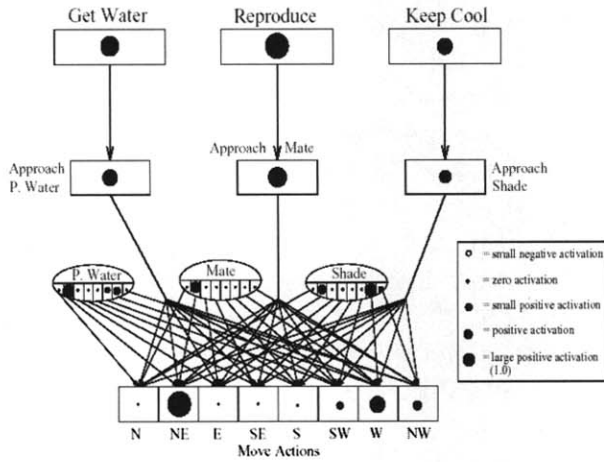 Get Water
Reproduce
Keep Cool
Approach
P. Water
Approach Mate
Approach
Shade
P. Water
Mate
Shade
= small negative activation
= zero activation
= small positive activation
= positive activation
= large positive activation
(1.0)
N NE E SE S SW W NW
Move Actions